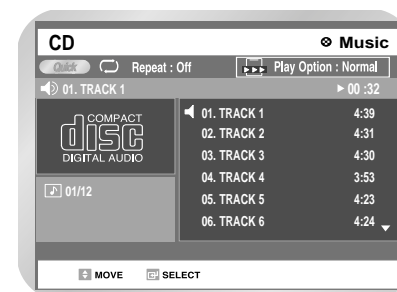 CD Music
Quick Repeat : Off Play Option : Normal
01. TRACK 1 00 :32
COMPACT
disc
DIGITAL AUDIO
01/12
01. TRACK 1 4:39
02. TRACK 2 4:31
03. TRACK 3 4:30
04. TRACK 4 3:53
05. TRACK 5 4:23
06. TRACK 6 4:24
MOVE SELECT